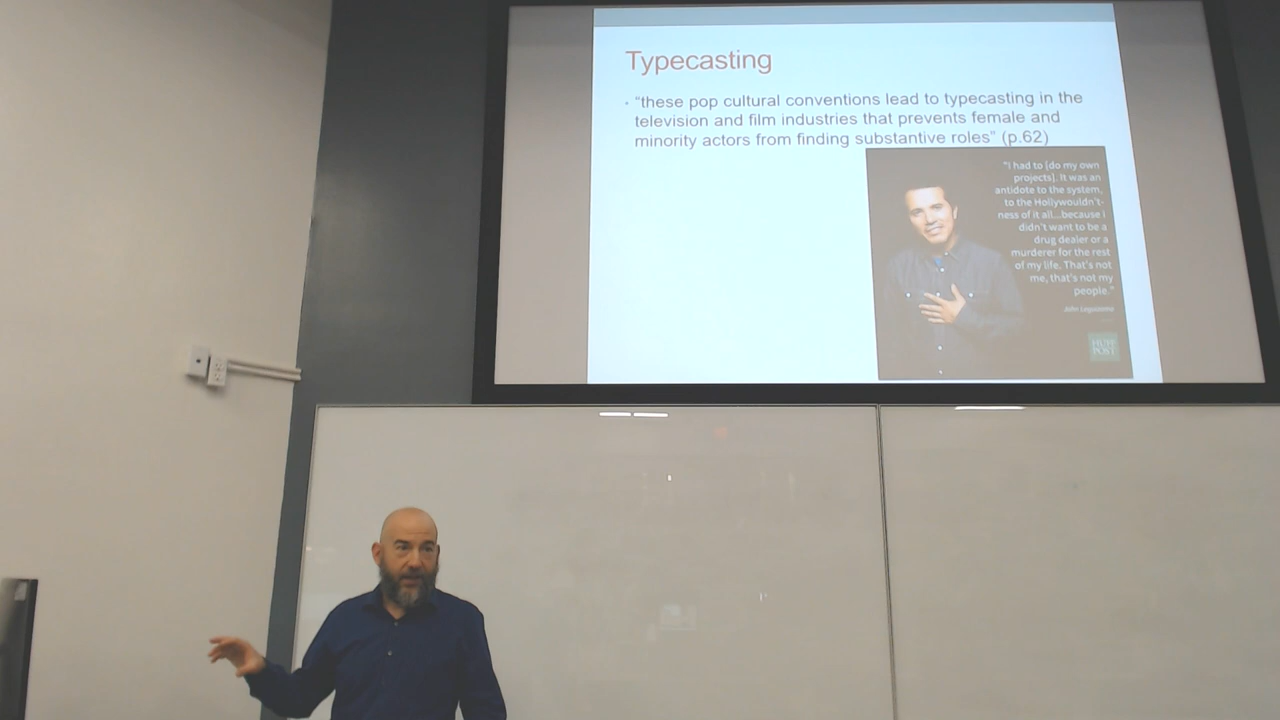 Typecasting
• “these pop cultural conventions lead to typecasting in the
television and film industries that prevents female and
minority actors from finding substantive roles” (p.62)
"I had to [do my own
projects]. It was an
antidote to the system,
to the Hollywouldn't-
ness of it all...because I
didn't want to be a
drug dealer or a
murderer for the rest
of my life. That's not
me, that's not my
people."
John Leguizamo
HUFF
POST